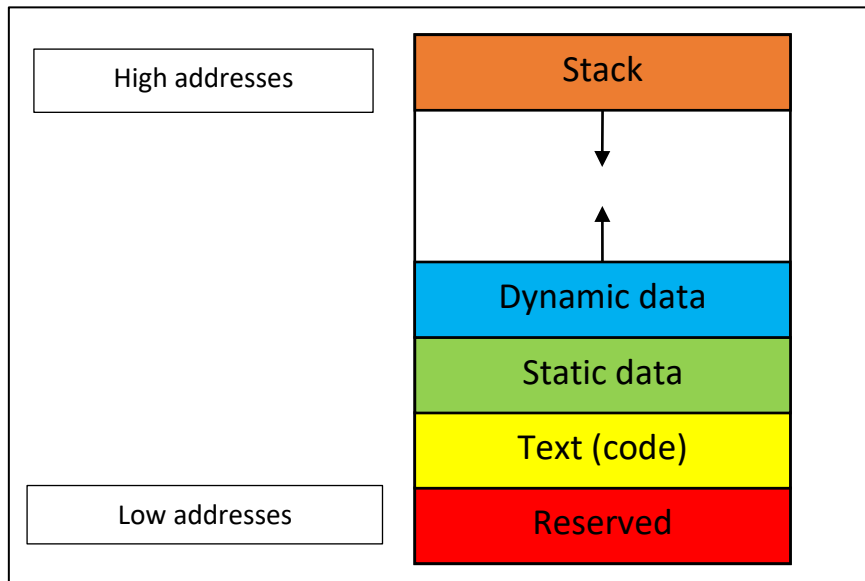 High addresses
Stack
Dynamic data
Static data
Text (code)
Low addresses
Reserved